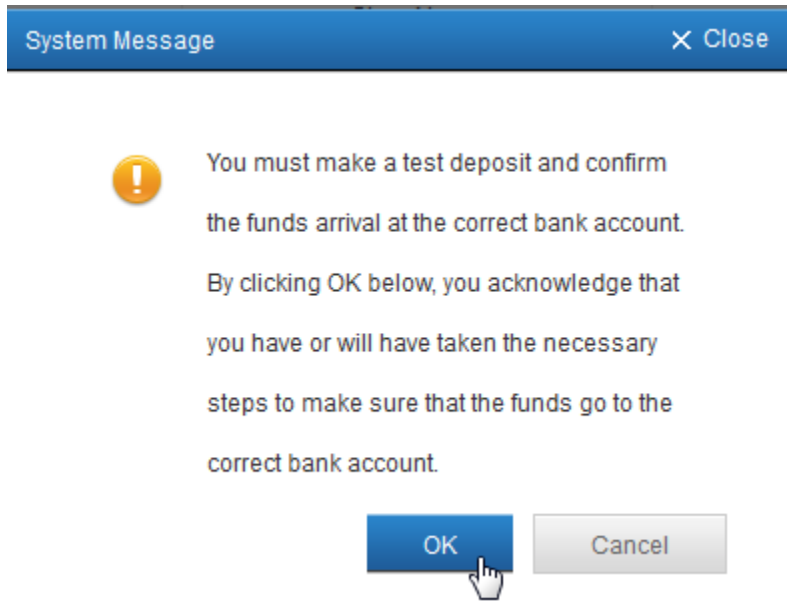 System Message
Close
You must make a test deposit and confirm
the funds arrival at the correct bank account.
By clicking OK below, you acknowledge that
you have or will have taken the necessary
steps to make sure that the funds go to the
correct bank account.
OK
Cancel